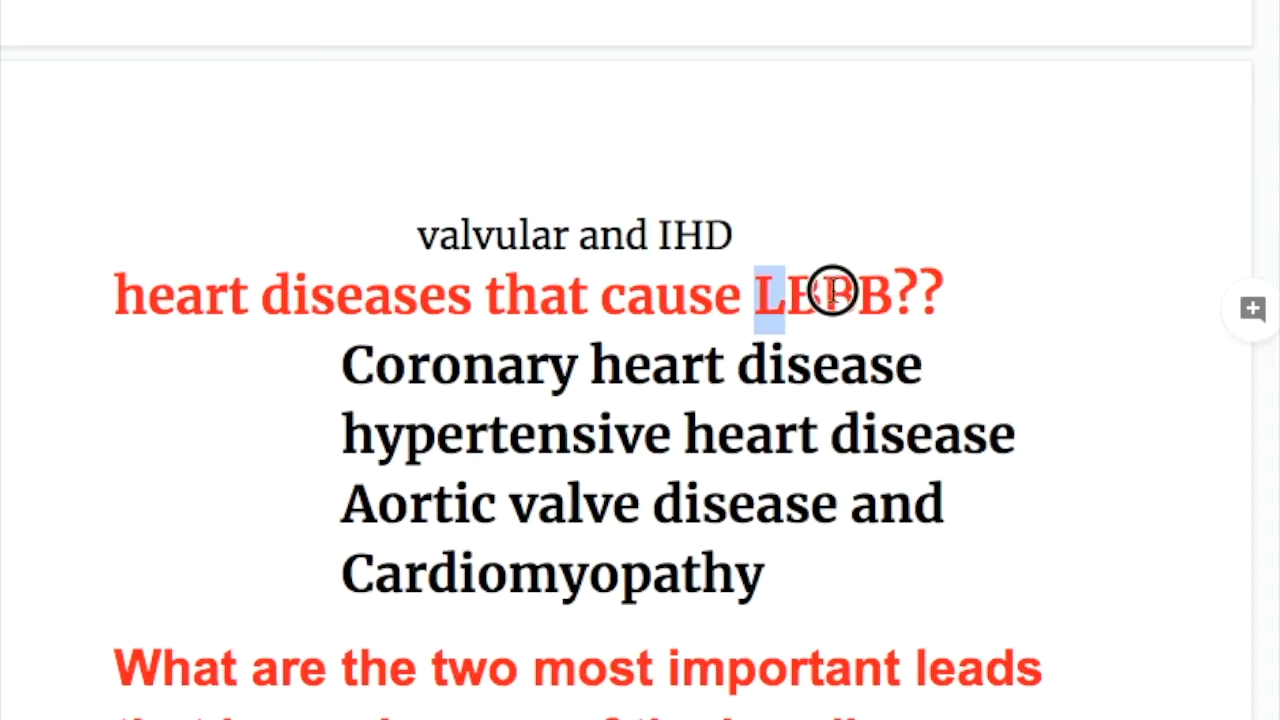 valvular and IHD
heart diseases that cause LBBB??
Coronary heart disease
hypertensive heart disease
Aortic valve disease and
Cardiomyopathy
What are the two most important leads